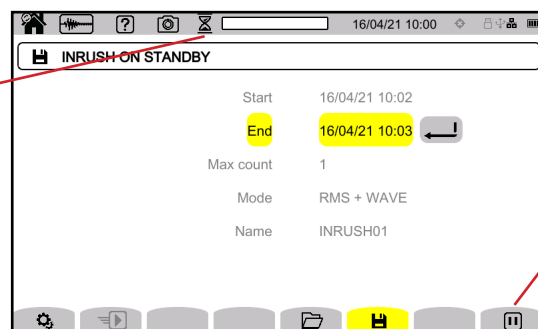 16/04/21 10:00
INRUSH ON STANDBY
Start 16/04/21 10:02
End 16/04/21 10:03
Max count 1
Mode RMS + WAVE
Name INRUSH01